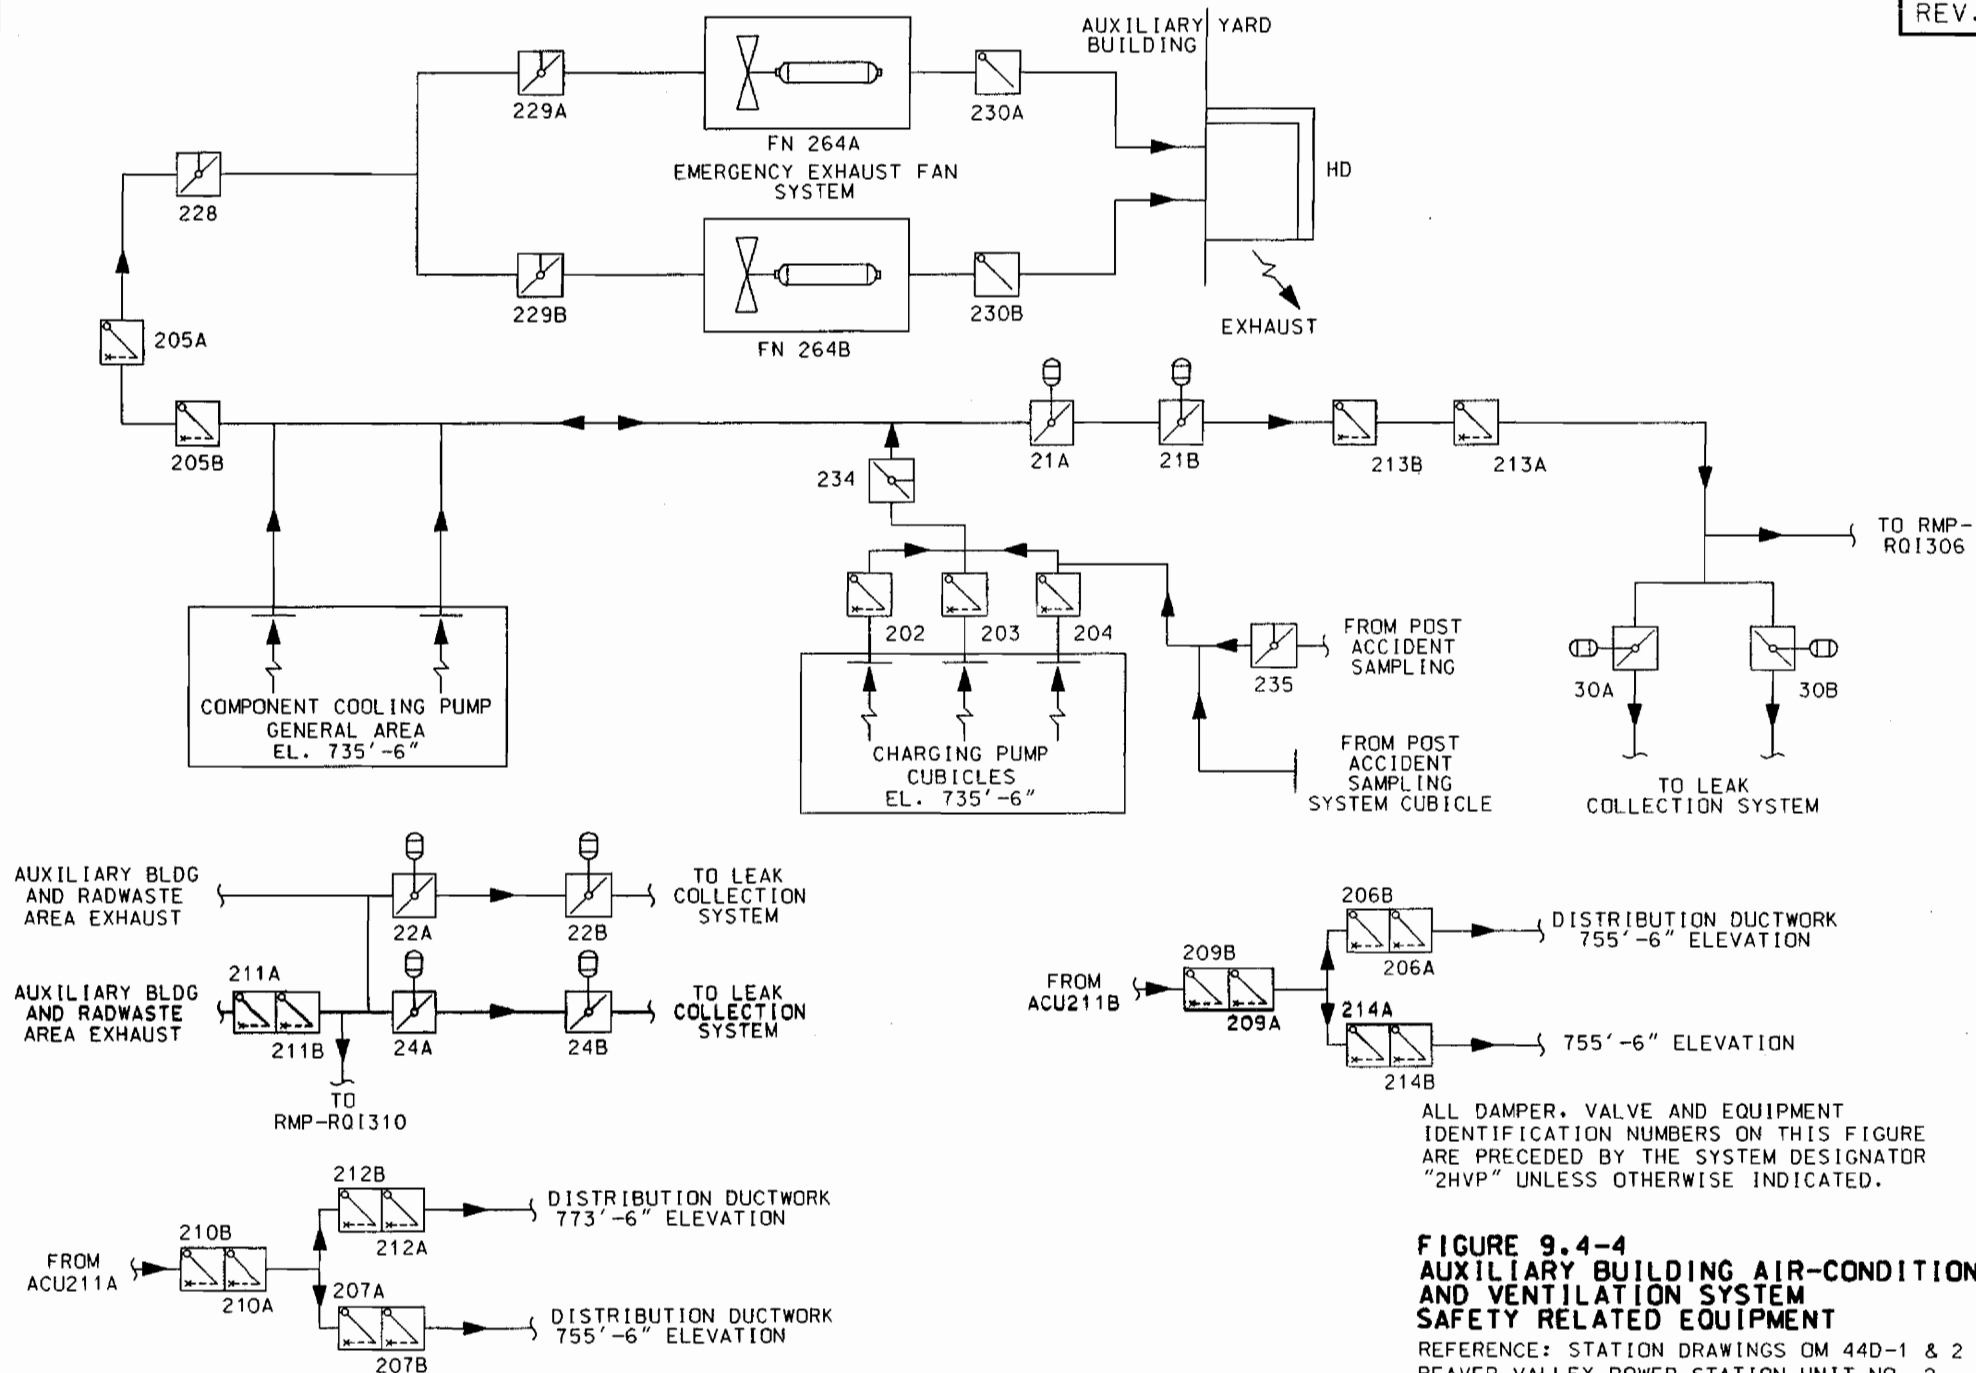 REV.
AUXILIARY YARD
BUILDING
229A
FN 264A
230A
EMERGENCY EXHAUST FAN
SYSTEM
HD
228
229B
FN 264B
230B
EXHAUST
205A
205B
21A
21B
213B
213A
234
TO RMP-
RQI306
202
203
204
FROM POST
ACCIDENT
SAMPLING
235
30A
30B
COMPONENT COOLING PUMP
GENERAL AREA
EL. 735'-6"
CHARGING PUMP
CUBICLES
EL. 735'-6"
FROM POST
ACCIDENT
SAMPLING
SYSTEM CUBICLE
TO LEAK
COLLECTION SYSTEM
AUXILIARY BLDG
AND RADWASTE
AREA EXHAUST
22A
22B
TO LEAK
COLLECTION
SYSTEM
AUXILIARY BLDG
AND RADWASTE
AREA EXHAUST
211A
211B
24A
24B
TO LEAK
COLLECTION
SYSTEM
TO
RMP-RQI310
FROM
ACU211B
209B
209A
206B
206A
DISTRIBUTION DUCTWORK
755'-6" ELEVATION
214A
214B
755'-6" ELEVATION
FROM
ACU211A
210B
210A
212B
212A
DISTRIBUTION DUCTWORK
773'-6" ELEVATION
207A
207B
DISTRIBUTION DUCTWORK
755'-6" ELEVATION
ALL DAMPER. VALVE AND EQUIPMENT
IDENTIFICATION NUMBERS ON THIS FIGURE
ARE PRECEDED BY THE SYSTEM DESIGNATOR
"2HVP" UNLESS OTHERWISE INDICATED.
FIGURE 9.4-4
AUXILIARY BUILDING AIR-CONDITION
AND VENTILATION SYSTEM
SAFETY RELATED EQUIPMENT
REFERENCE: STATION DRAWINGS OM 44D-1 & 2
BEAVER VALLEY POWER STATION UNIT NO. 2